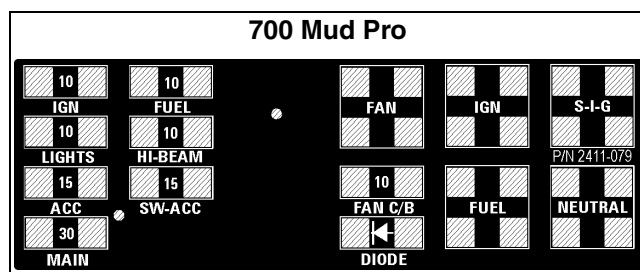 700 Mud Pro
10 10
IGN FUEL FAN IGN S-I-G
10 10
LIGHTS HI-BEAM P/N 2411-079
15 15 10
ACC SW-ACC FAN C/B FUEL NEUTRAL
30
MAIN DIODE